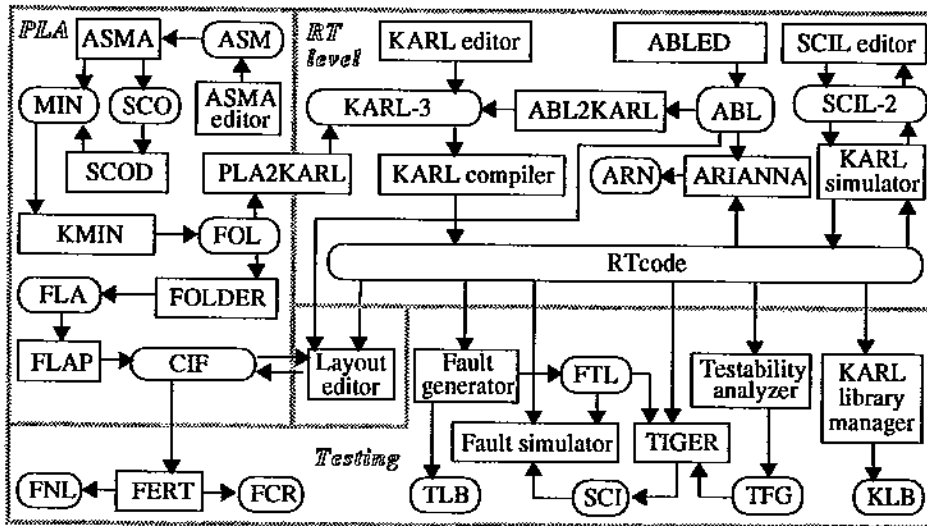 PLA
ASMA
ASM
RT
level
KARL editor
ABLED
SCIL editor
MIN
SCO
ASMA
editor
KARL-3
ABL2KARL
ABL
SCIL-2
SCOD
PLA2KARL
KARL compiler
ARN
ARIANNA
KARL
simulator
KMIN
FOL
RTcode
FLA
FOLDER
FLAP
CIF
Layout
editor
Fault
generator
FTL
Testability
analyzer
KARL
library
manager
Testing
Fault simulator
TIGER
FNL
FERT
FCR
TLB
SCI
TFG
KLB